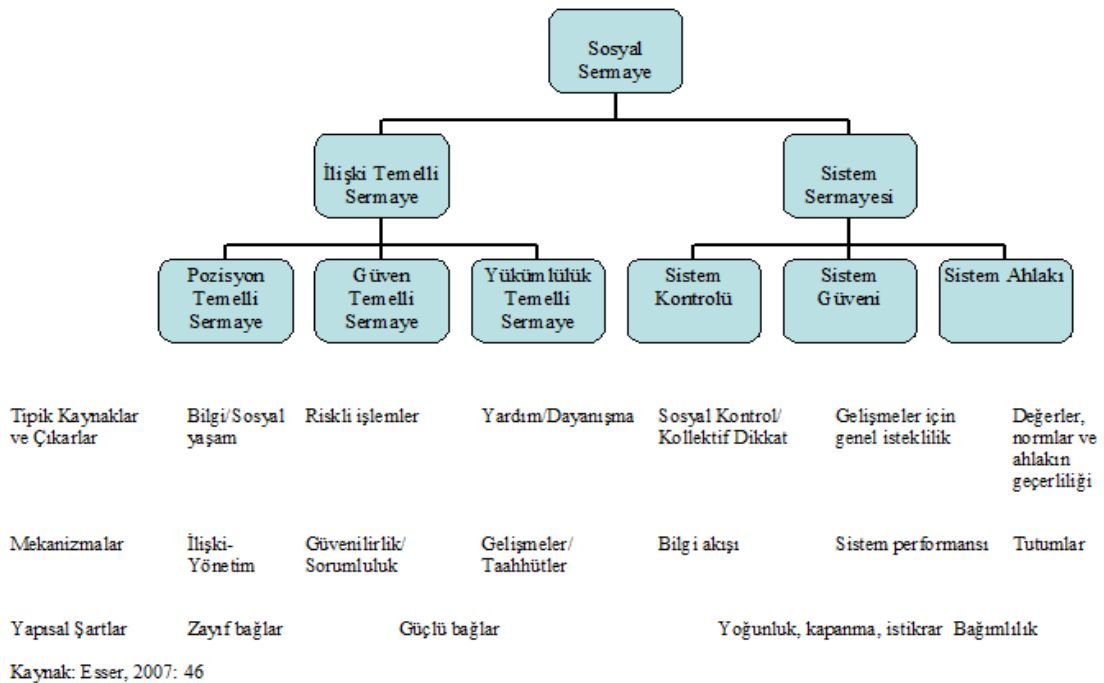 Sosyal
Sermaye
İlişki Temelli
Sermaye
Sistem
Sermayesi
Pozisyon
Temelli
Sermaye
Güven
Temelli
Sermaye
Yükümlülük
Temelli
Sermaye
Sistem
Kontrolü
Sistem
Güveni
Sistem Ahlakı
Tipik Kaynaklar
ve Çıkarlar
Bilgi/Sosyal
yaşam
Riskli işlemler
Yardım/Dayanışma
Sosyal Kontrol/
Kollektif Dikkat
Gelişmeler için
genel isteklilik
Değerler,
normlar ve
ahlakın
geçerliliği
Mekanizmalar
İlişki-
Yönetim
Güvenilirlik/
Sorumluluk
Gelişmeler/
Taahhütler
Bilgi akışı
Sistem performansı
Tutumlar
Yapısal Şartlar
Zayıf bağlar
Güçlü bağlar
Yoğunluk, kapanma, istikrar Bağımlılık
Kaynak: Esser, 2007: 46